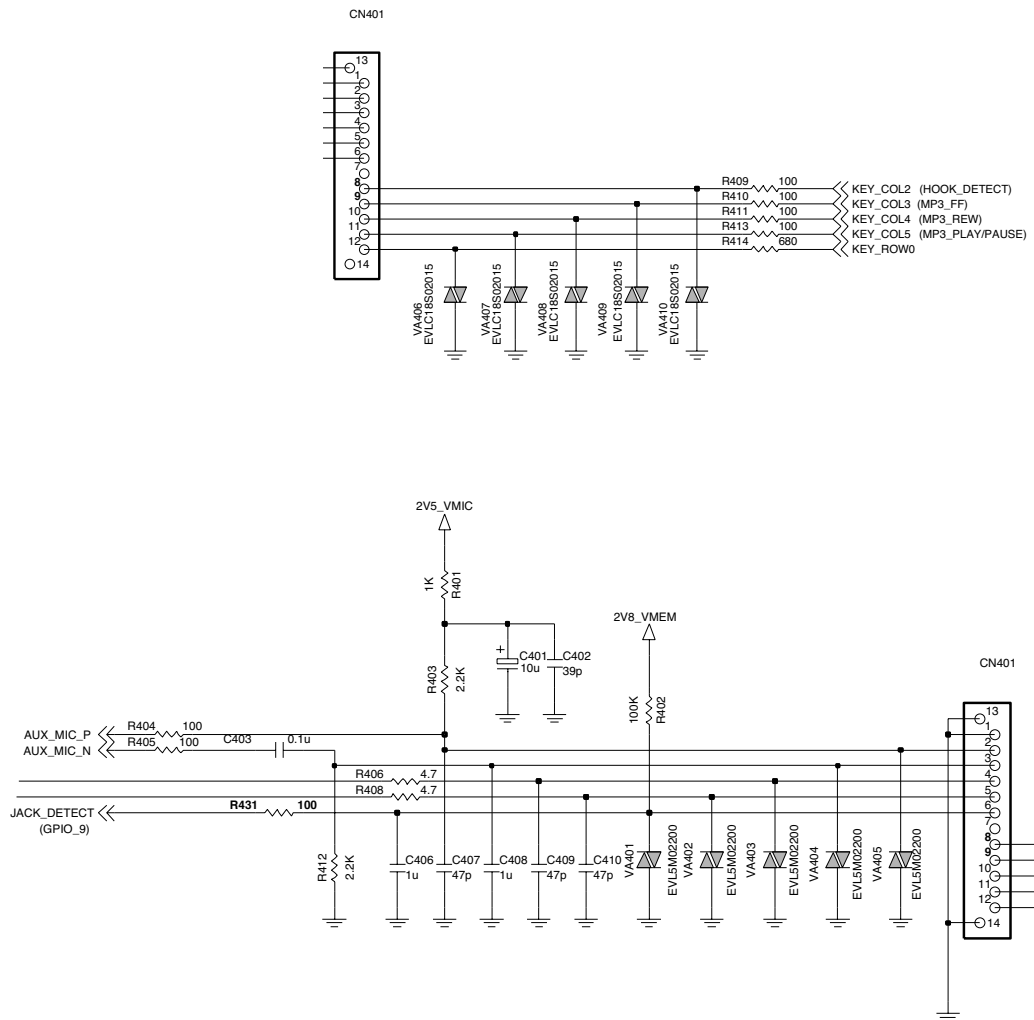 CN401
13
1
2
3
4
5
6
7
8
9
10
11
12
14
R409 100 KEY_COL2 (HOOK_DETECT)
R410 100 KEY_COL3 (MP3_FF)
R411 100 KEY_COL4 (MP3_REW)
R413 100 KEY_COL5 (MP3_PLAY/PAUSE)
R414 680 KEY_ROW0
VA406
EVLC18S02015
VA407
EVLC18S02015
VA408
EVLC18S02015
VA409
EVLC18S02015
VA410
EVLC18S02015
2V5_VMIC
1K
R401
2V8_VMEM
R403
2.2K
+
C401
10u
C402
39p
100K
R402
CN401
AUX_MIC_P R404 100
AUX_MIC_N R405 100 C403 0.1u
R406 4.7
R408 4.7
JACK_DETECT R431 100
(GPIO_9)
R412
2.2K
C406
1u
C407
47p
C408
1u
C409
47p
C410
47p
VA401
EVL5M02200
VA402
EVL5M02200
VA403
EVL5M02200
VA404
EVL5M02200
VA405
EVL5M02200
13
1
2
3
4
5
6
7
8
9
10
11
12
14